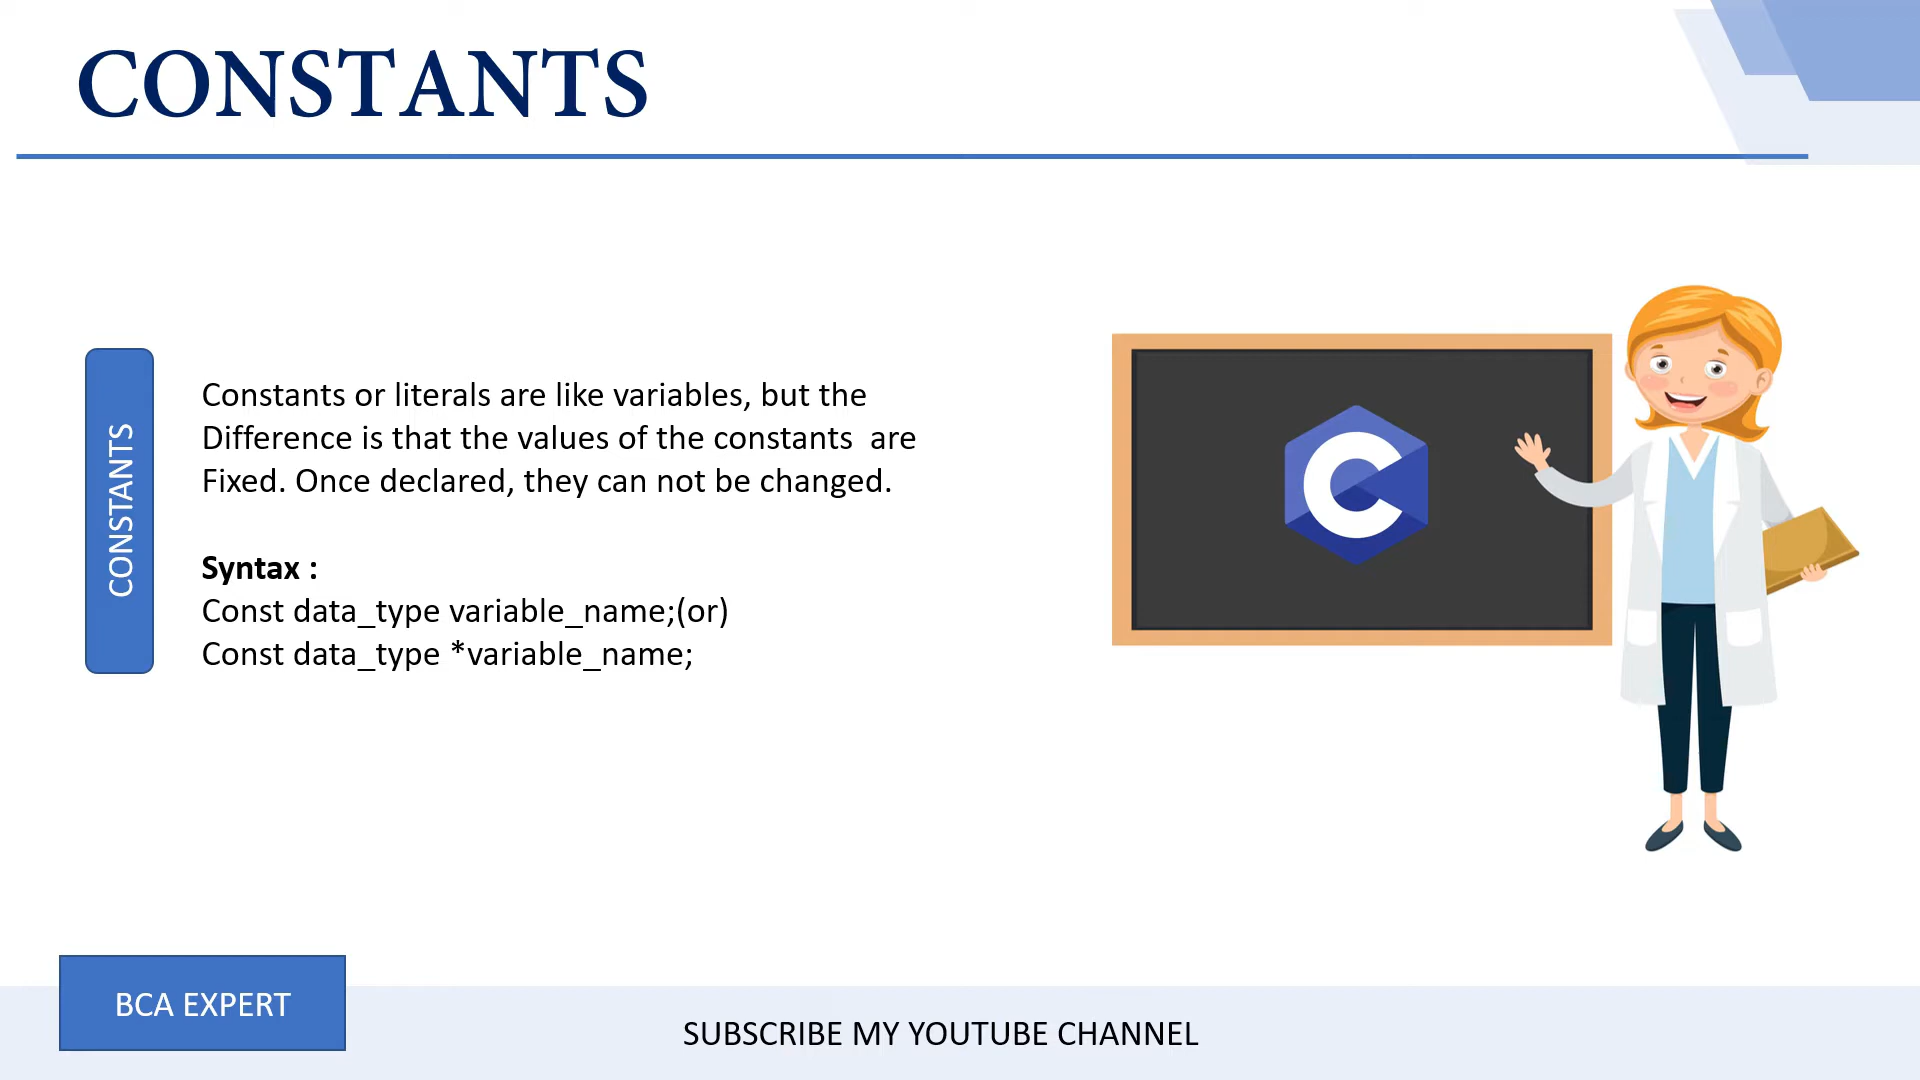 CONSTANTS
CONSTANTS
Constants or literals are like variables, but the
Difference is that the values of the constants  are
Fixed. Once declared, they can not be changed.
Syntax :
Const data_type variable_name;(or)
Const data_type *variable_name;
C
BCA EXPERT
SUBSCRIBE MY YOUTUBE CHANNEL